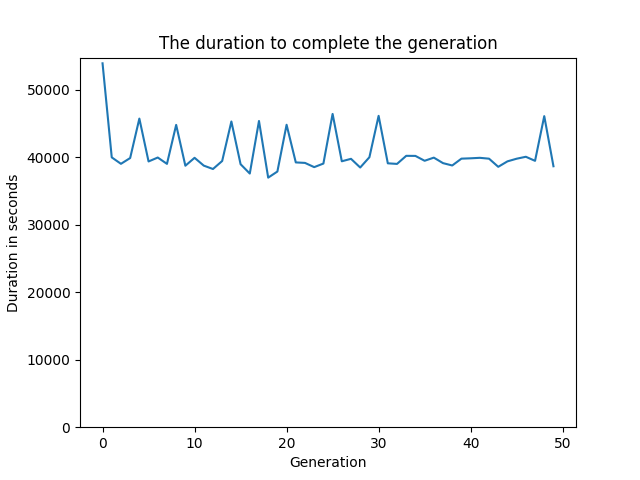 The duration to complete the generation
50000
40000
30000
20000
10000
0
Duration in seconds
0 10 20 30 40 50
Generation